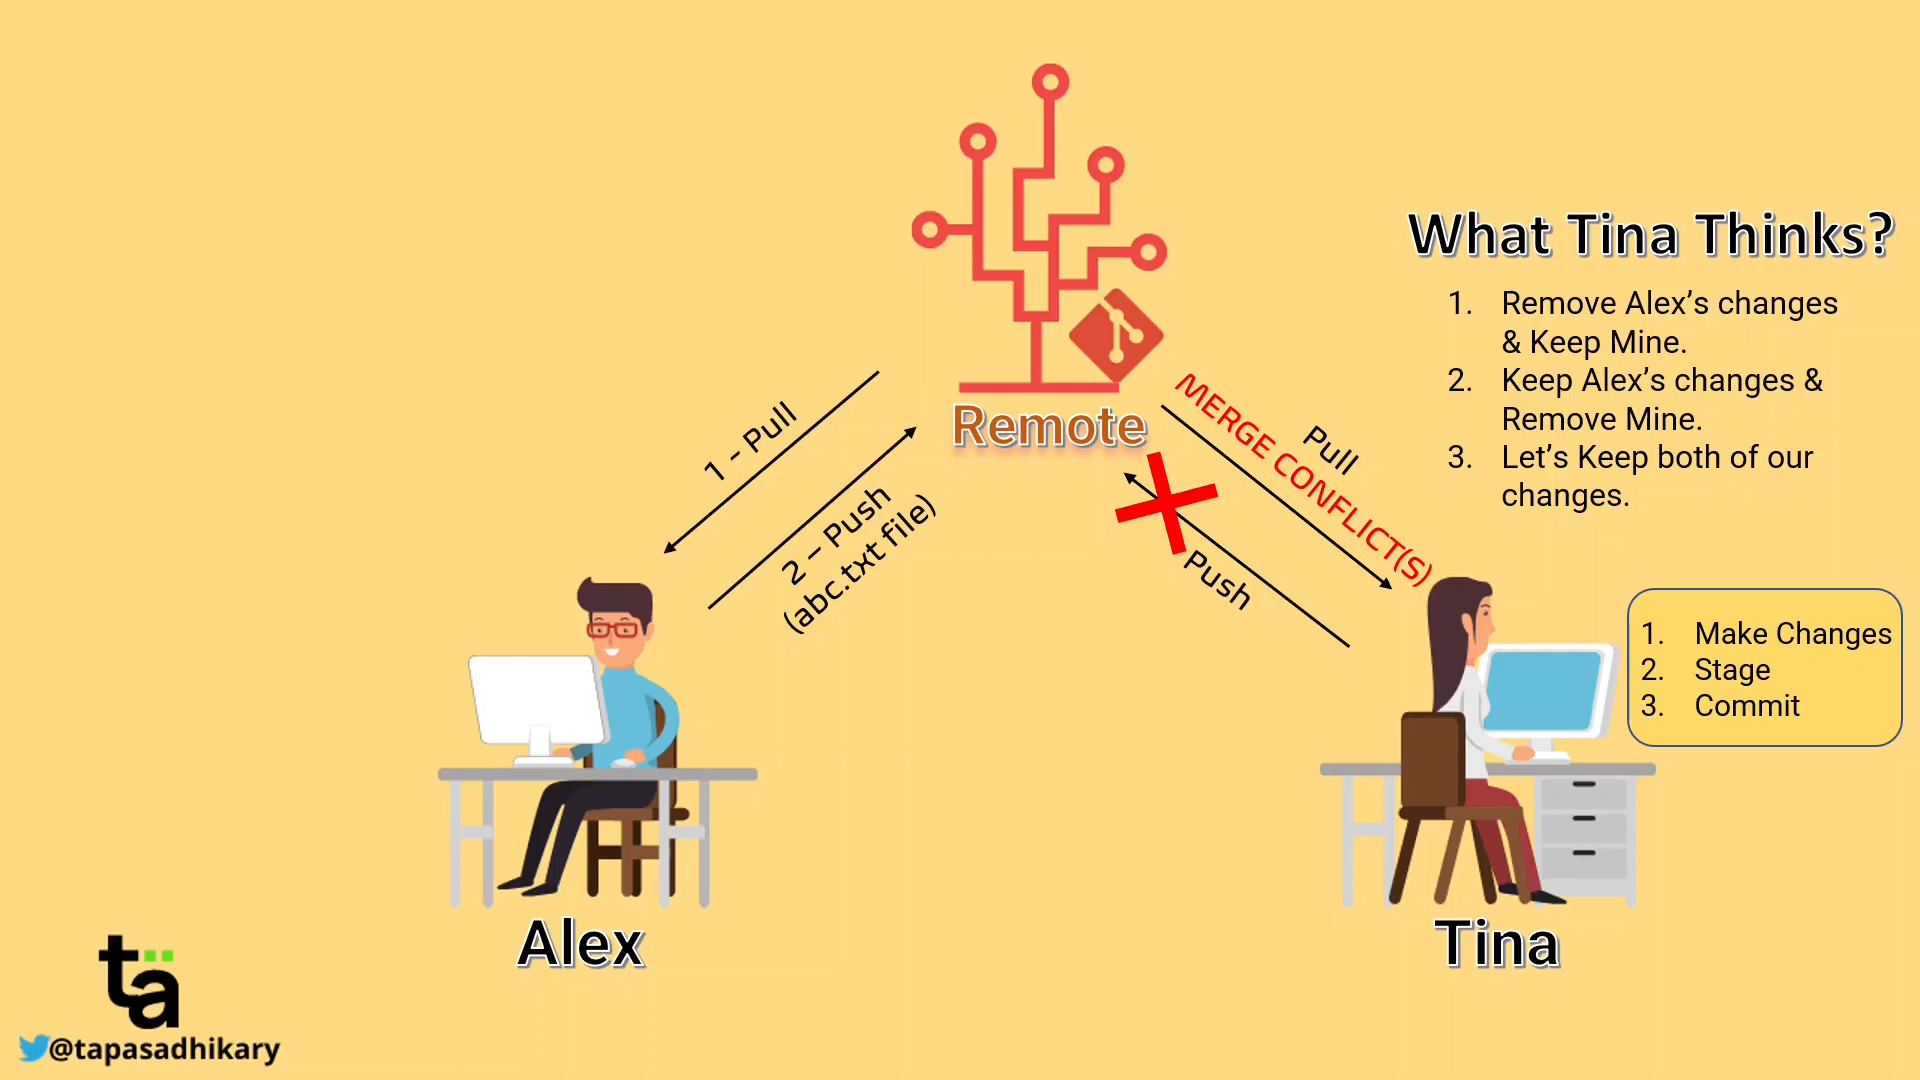 What Tina Thinks?
1. Remove Alex’s changes
& Keep Mine.
2. Keep Alex’s changes &
Remove Mine.
3. Let’s Keep both of our
changes.
Remote
1 - Pull
2 – Push
(abc.txt file)
Pull
MERGE CONFLICT(S)
Push
1. Make Changes
2. Stage
3. Commit
Alex
Tina
ta
@tapasadhikary